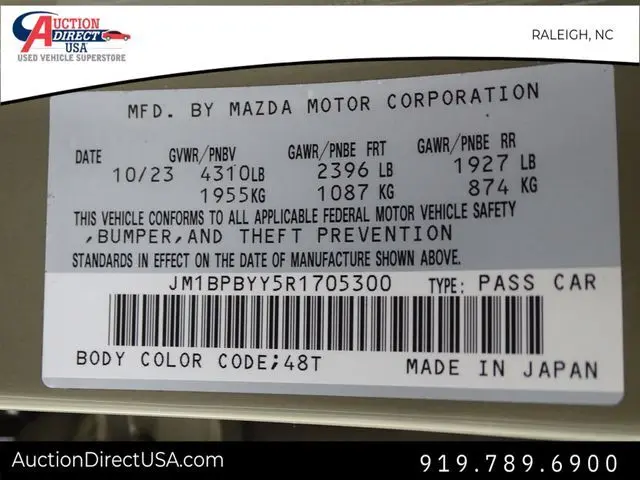 AUCTION
DIRECT
USA
USED VEHICLE SUPERSTORE
RALEIGH, NC
MFD. BY MAZDA MOTOR CORPORATION
DATE GVWR/PNBV GAWR/PNBE FRT GAWR/PNBE RR
10/23 4310LB 2396 LB 1927 LB
1955KG 1087 KG 874 KG
THIS VEHICLE CONFORMS TO ALL APPLICABLE FEDERAL MOTOR VEHICLE SAFETY
,BUMPER,AND THEFT PREVENTION
STANDARDS IN EFFECT ON THE DATE OF MANUFACTURE SHOWN ABOVE.
JM1BPBYY5R1705300 TYPE: PASS CAR
BODY COLOR CODE;48T MADE IN JAPAN
AuctionDirectUSA.com 919.789.6900